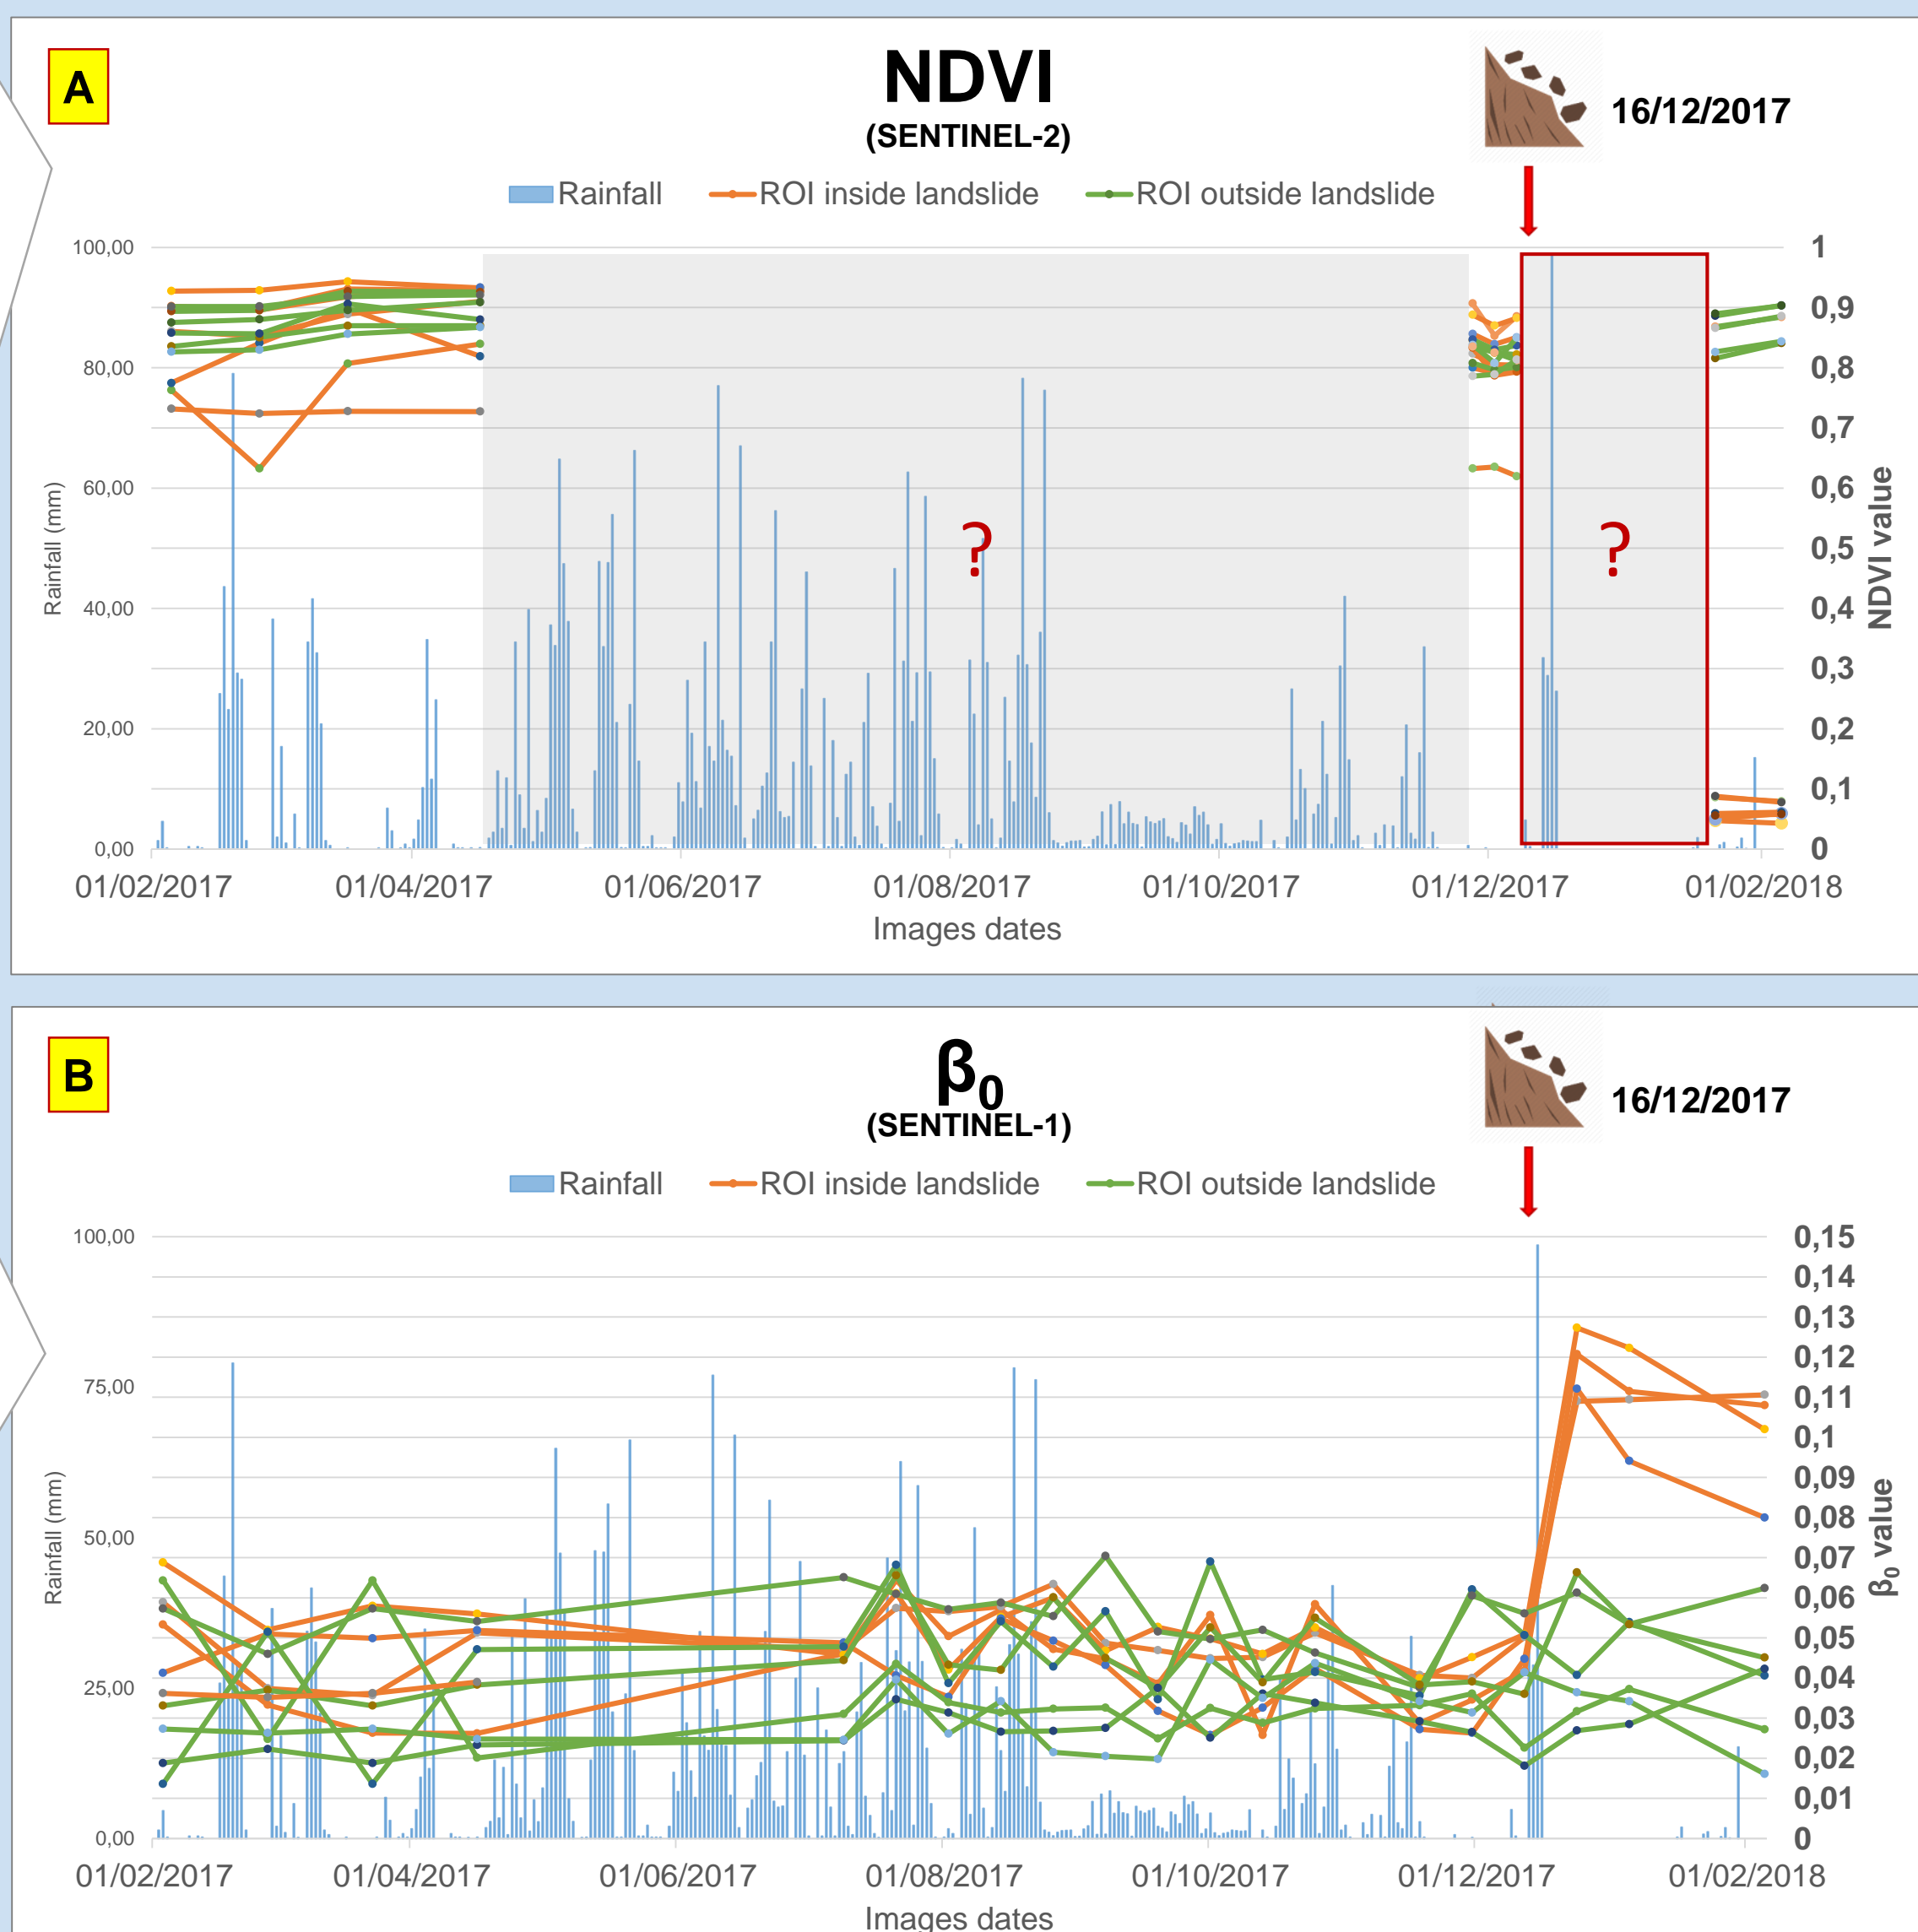 A
NDVI
(SENTINEL-2)
16/12/2017
Rainfall ROI inside landslide ROI outside landslide
100,00
80,00
60,00
40,00
20,00
0,00
Rainfall (mm)
?
?
1
0,9
0,8
0,7
0,6
0,5
0,4
0,3
0,2
0,1
0
NDVI value
01/02/2017 01/04/2017 01/06/2017 01/08/2017 01/10/2017 01/12/2017 01/02/2018
Images dates
B
β0
(SENTINEL-1)
16/12/2017
Rainfall ROI inside landslide ROI outside landslide
100,00
75,00
50,00
25,00
0,00
Rainfall (mm)
0,15
0,14
0,13
0,12
0,11
0,1
0,09
0,08
0,07
0,06
0,05
0,04
0,03
0,02
0,01
0
β0 value
01/02/2017 01/04/2017 01/06/2017 01/08/2017 01/10/2017 01/12/2017 01/02/2018
Images dates